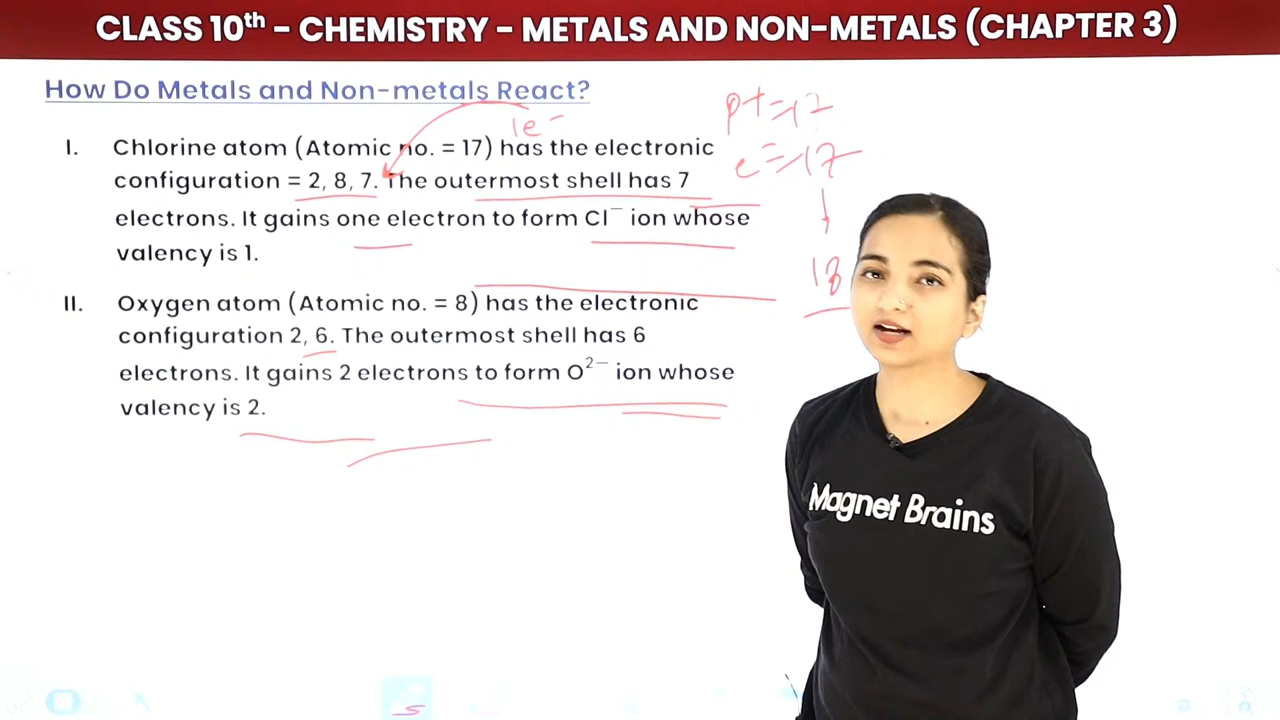 CLASS 10th - CHEMISTRY - METALS AND NON-METALS (CHAPTER 3)
How Do Metals and Non-metals React?
I. Chlorine atom (Atomic no. = 17) has the electronic
configuration = 2, 8, 7. The outermost shell has 7
electrons. It gains one electron to form Cl⁻ ion whose
valency is 1.
II. Oxygen atom (Atomic no. = 8) has the electronic
configuration 2, 6. The outermost shell has 6
electrons. It gains 2 electrons to form O²⁻ ion whose
valency is 2.
1e⁻
p+ = 17
e⁻ = 17
18
Magnet Brains